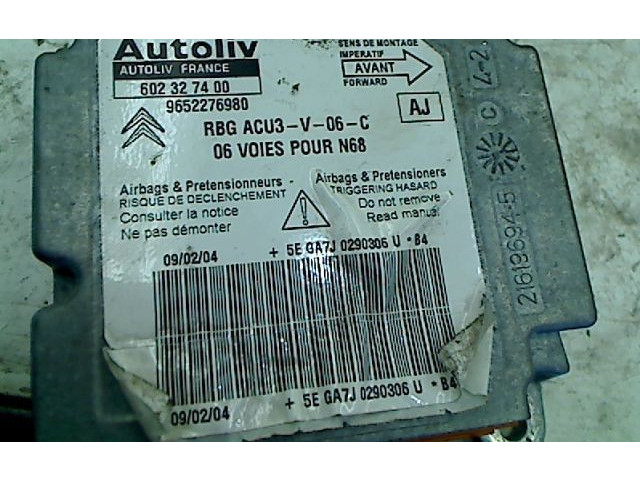 Autoliv
AUTOLIV FRANCE
602 32 74 00
9652276980
SENS DE MONTAGE
IMPERATIF
AVANT
FORWARD
AJ
RBG ACU3-V-06-C
06 VOIES POUR N68
Airbags & Pretensionneurs
RISQUE DE DECLENCHEMENT
Consulter la notice
Ne pas démonter
!
Airbags & Pretensioners
TRIGGERING HASARD
Do not remove
Read manual
09/02/04 + 5E GA7J 0290306 U * B4
09/02/04 + 5E GA7J 0290306 U * B4
21613694-5 C 4-2